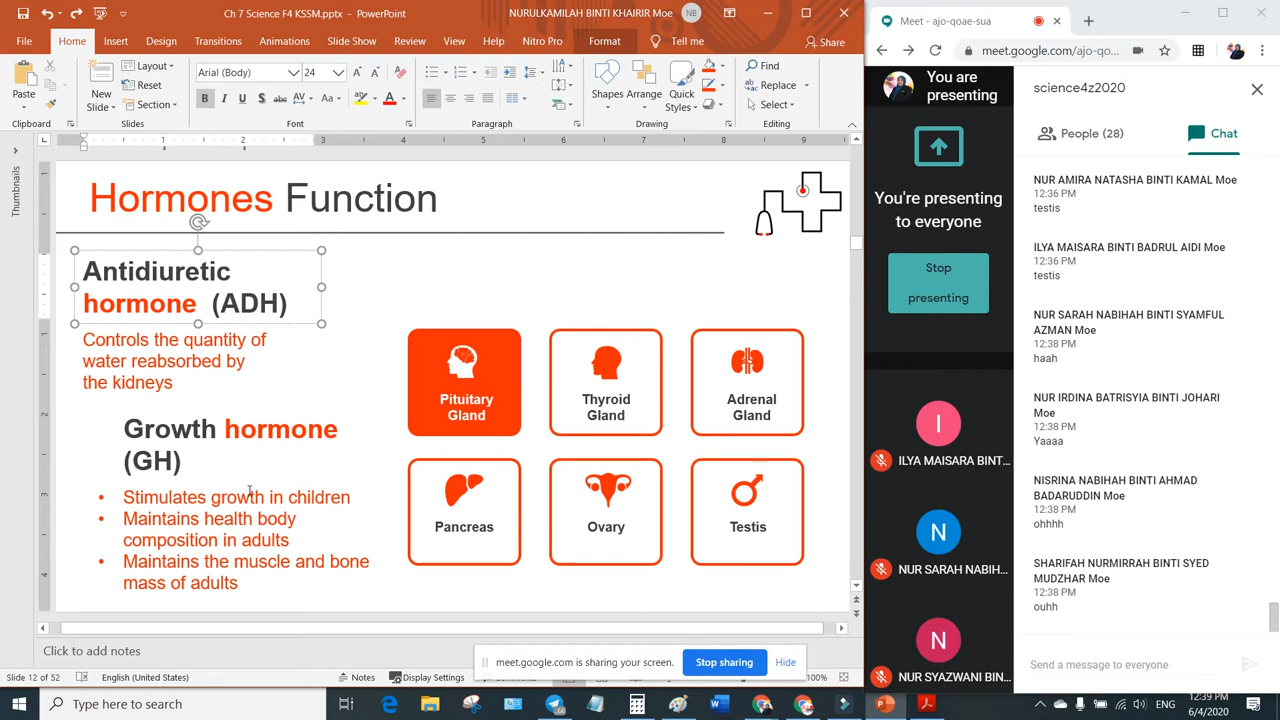 Ch 7 Science F4 KSSM.pptx
NURULKAMILAH BINTI KHAIRIR Moe
NB
File
Home
Insert
Design
Transitions
Animations
Slide Show
Review
View
Help
Nitro Pro
Format
Tell me
Share
Paste
Clipboard
New
Slide
Layout
Reset
Section
Slides
Arial (Body)
24
B I U S abc AV Aa A A
Font
Paragraph
Shapes Arrange Quick
Styles
Drawing
Find
Replace
Select
Editing
Thumbnails
Hormones Function
Antidiuretic
hormone (ADH)
Controls the quantity of
water reabsorbed by
the kidneys
Growth hormone
(GH)
• Stimulates growth in children
• Maintains health body
composition in adults
• Maintains the muscle and bone
mass of adults
Pituitary
Gland
Thyroid
Gland
Adrenal
Gland
Pancreas
Ovary
Testis
Click to add notes
meet.google.com is sharing your screen.
Stop sharing
Hide
Slide 12 of 52
English (United States)
Notes
Display Settings
100%
Type here to search
Meet - ajo-qoae-sua
meet.google.com/ajo-qo...
You are
presenting
You're presenting
to everyone
Stop
presenting
ILYA MAISARA BINT...
NUR SARAH NABIH...
NUR SYAZWANI BIN...
science4z2020
People (28)
Chat
NUR AMIRA NATASHA BINTI KAMAL Moe
12:36 PM
testis
ILYA MAISARA BINTI BADRUL AIDI Moe
12:36 PM
testis
NUR SARAH NABIHAH BINTI SYAMFUL
AZMAN Moe
12:38 PM
haah
NUR IRDINA BATRISYIA BINTI JOHARI
Moe
12:38 PM
Yaaaa
NISRINA NABIHAH BINTI AHMAD
BADARUDDIN Moe
12:38 PM
ohhhh
SHARIFAH NURMIRRAH BINTI SYED
MUDZHAR Moe
12:38 PM
ouhh
Send a message to everyone
ENG
12:39 PM
6/4/2020